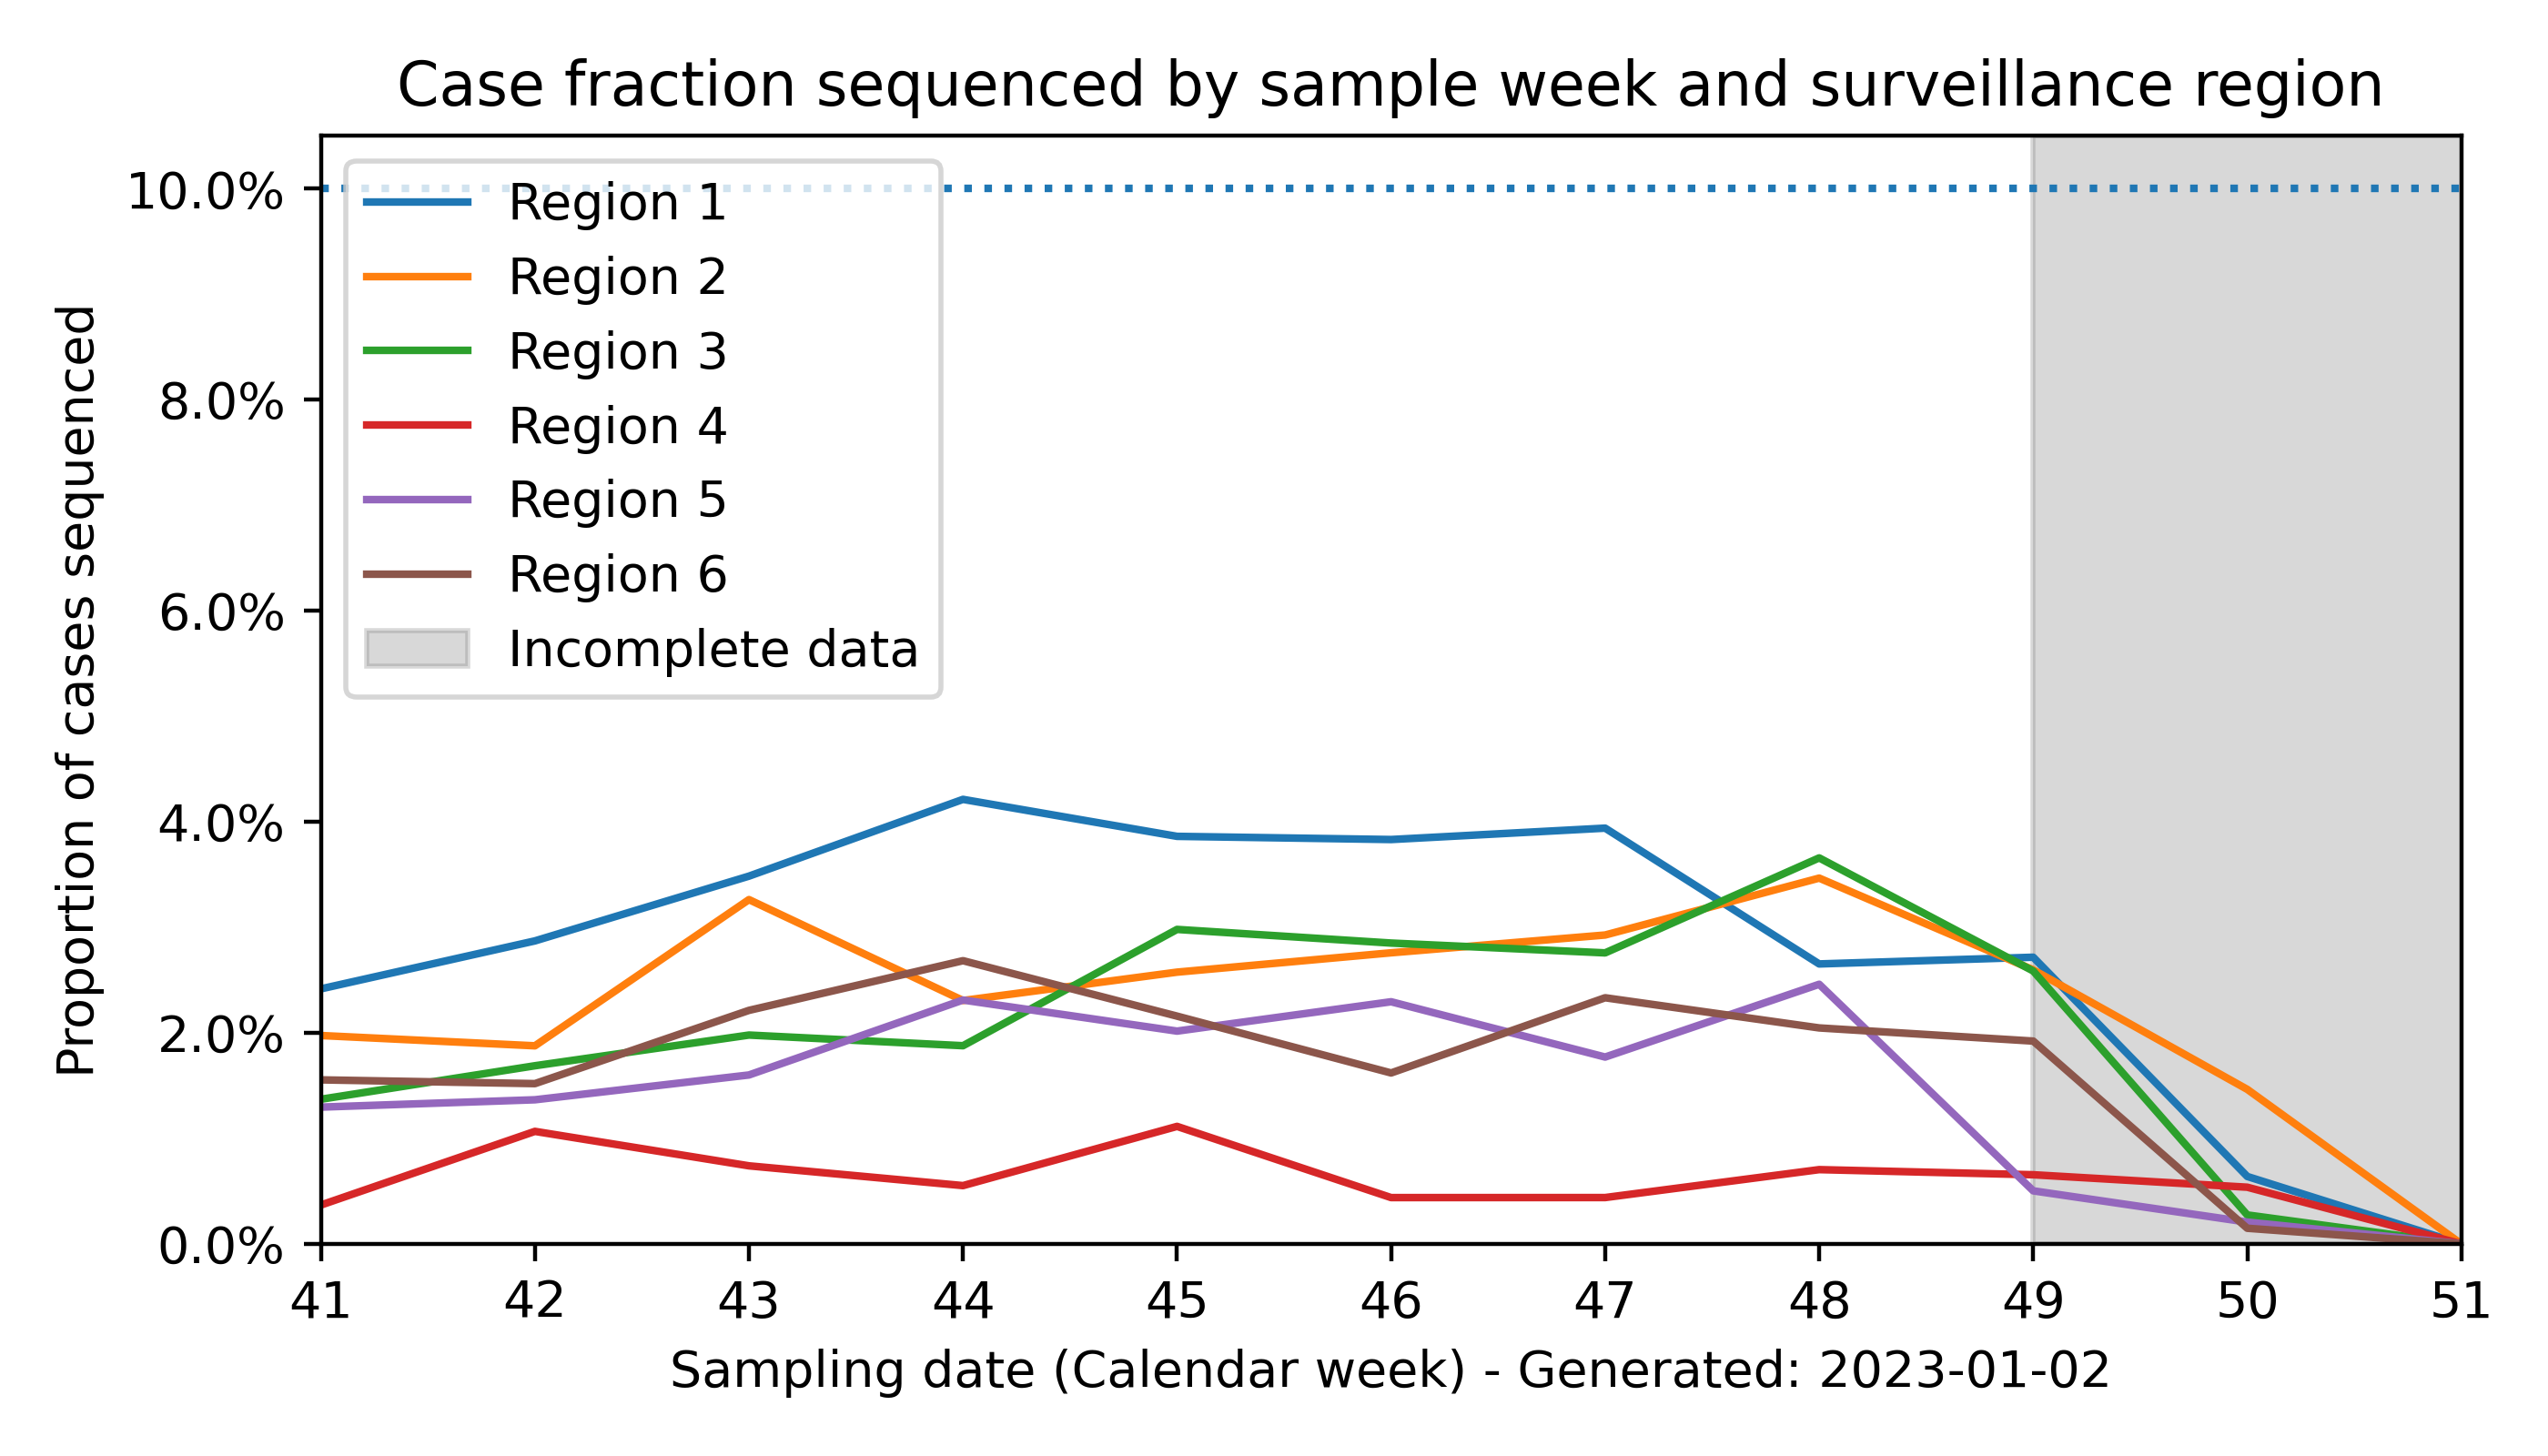 Case fraction sequenced by sample week and surveillance region
Proportion of cases sequenced
10.0%
8.0%
6.0%
4.0%
2.0%
0.0%
Region 1
Region 2
Region 3
Region 4
Region 5
Region 6
Incomplete data
41 42 43 44 45 46 47 48 49 50 51
Sampling date (Calendar week) - Generated: 2023-01-02